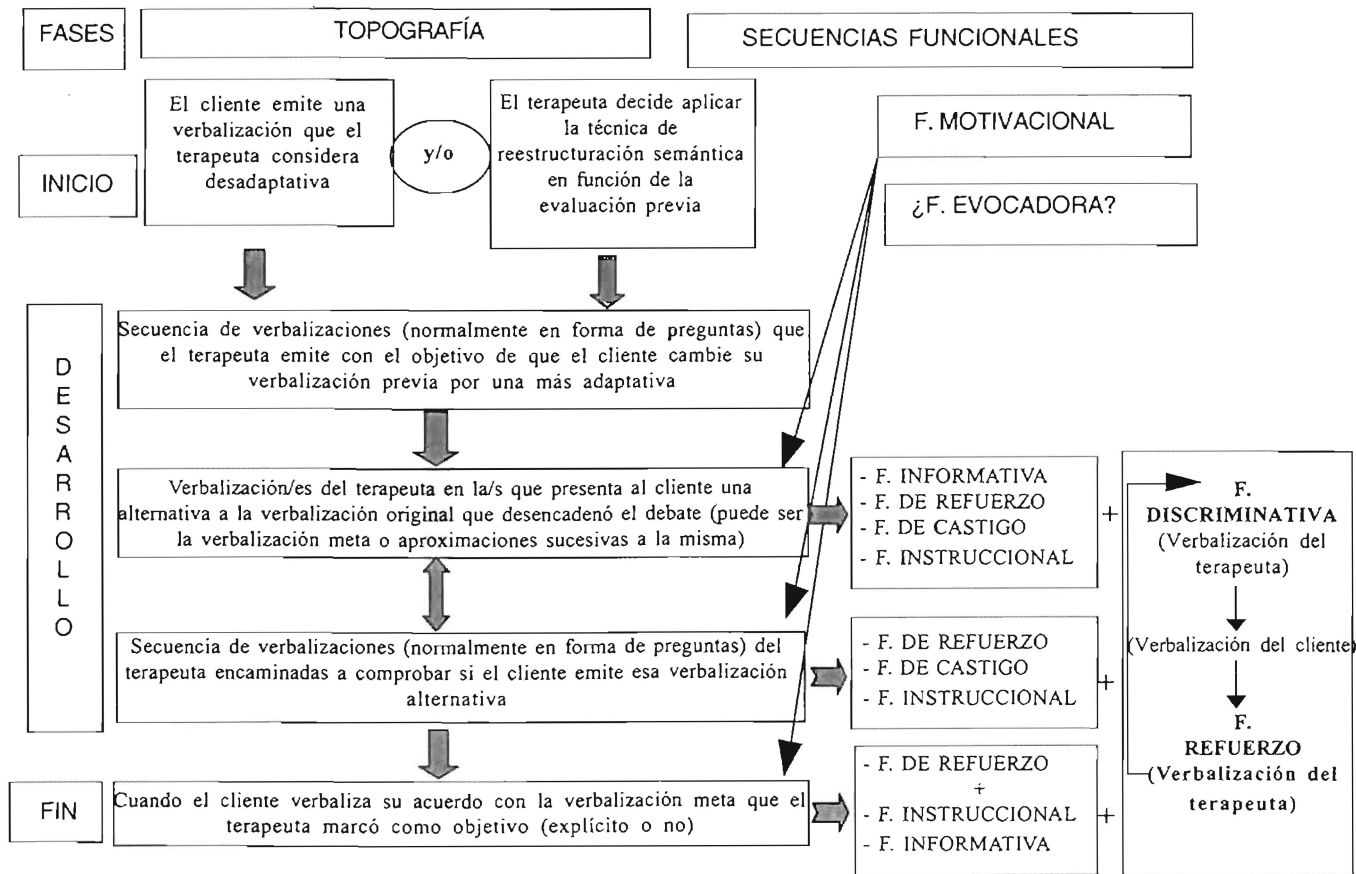 FASES
TOPOGRAFÍA
SECUENCIAS FUNCIONALES
INICIO
El cliente emite una
verbalización que el
terapeuta considera
desadaptativa
y/o
El terapeuta decide aplicar
la técnica de
reestructuración semántica
en función de la
evaluación previa
F. MOTIVACIONAL
¿F. EVOCADORA?
D
E
S
A
R
R
O
L
L
O
Secuencia de verbalizaciones (normalmente en forma de preguntas) que
el terapeuta emite con el objetivo de que el cliente cambie su
verbalización previa por una más adaptativa
Verbalización/es del terapeuta en la/s que presenta al cliente una
alternativa a la verbalización original que desencadenó el debate (puede ser
la verbalización meta o aproximaciones sucesivas a la misma)
- F. INFORMATIVA
- F. DE REFUERZO
- F. DE CASTIGO
- F. INSTRUCCIONAL
+
Secuencia de verbalizaciones (normalmente en forma de preguntas) del
terapeuta encaminadas a comprobar si el cliente emite esa verbalización
alternativa
- F. DE REFUERZO
- F. DE CASTIGO
- F. INSTRUCCIONAL
+
FIN
Cuando el cliente verbaliza su acuerdo con la verbalización meta que el
terapeuta marcó como objetivo (explícito o no)
- F. DE REFUERZO
+
- F. INSTRUCCIONAL
- F. INFORMATIVA
+
F.
DISCRIMINATIVA
(Verbalización del
terapeuta)
(Verbalización del cliente)
F.
REFUERZO
(Verbalización del
terapeuta)